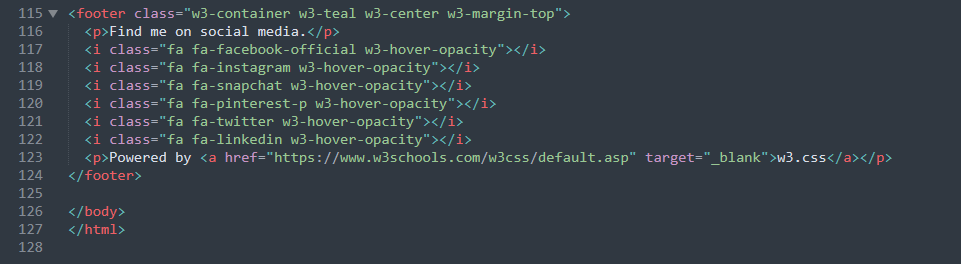 115 <footer class="w3-container w3-teal w3-center w3-margin-top">
116   <p>Find me on social media.</p>
117   <i class="fa fa-facebook-official w3-hover-opacity"></i>
118   <i class="fa fa-instagram w3-hover-opacity"></i>
119   <i class="fa fa-snapchat w3-hover-opacity"></i>
120   <i class="fa fa-pinterest-p w3-hover-opacity"></i>
121   <i class="fa fa-twitter w3-hover-opacity"></i>
122   <i class="fa fa-linkedin w3-hover-opacity"></i>
123   <p>Powered by <a href="https://www.w3schools.com/w3css/default.asp" target="_blank">w3.css</a></p>
124 </footer>
125
126 </body>
127 </html>
128